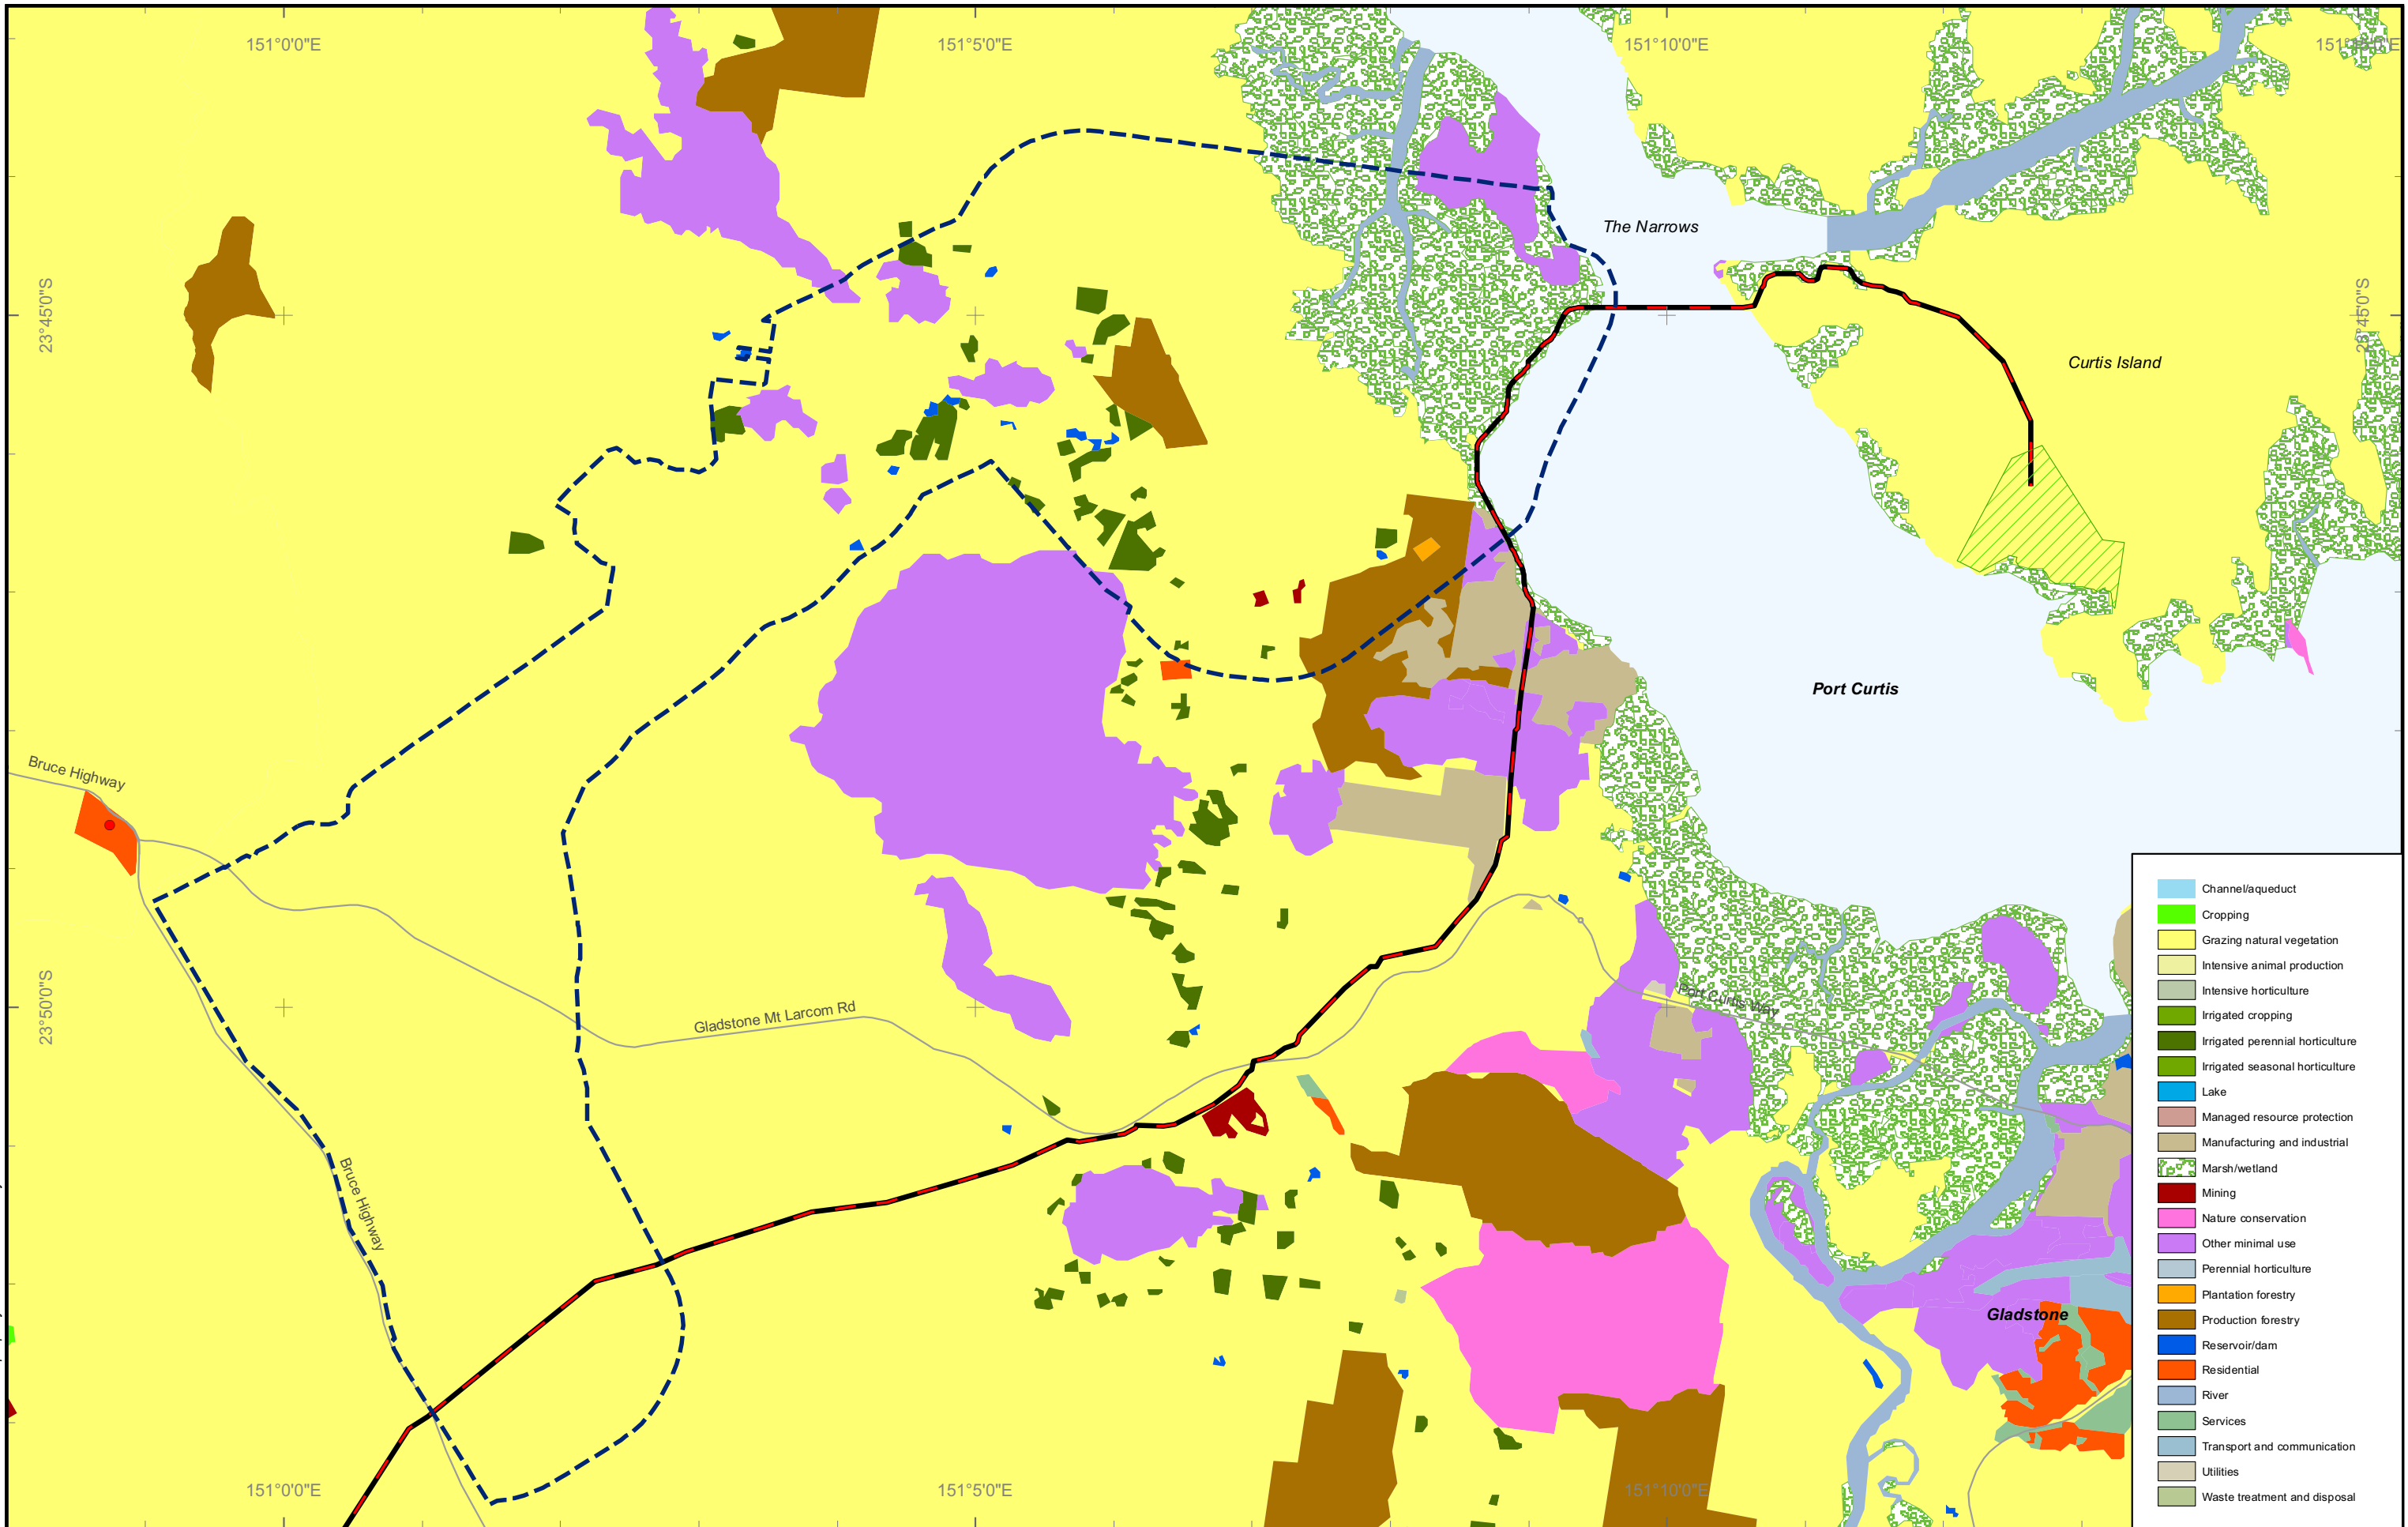 151°0'0"E
151°5'0"E
151°10'0"E
The Narrows
23°45'0"S
23°45'0"S
Curtis Island
Port Curtis
Bruce Highway
Port Curtis Way
23°50'0"S
Gladstone Mt Larcom Rd
Bruce Highway
Gladstone
151°0'0"E
151°5'0"E
151°10'0"E
Channel/aqueduct
Cropping
Grazing natural vegetation
Intensive animal production
Intensive horticulture
Irrigated cropping
Irrigated perennial horticulture
Irrigated seasonal horticulture
Lake
Managed resource protection
Manufacturing and industrial
Marsh/wetland
Mining
Nature conservation
Other minimal use
Perennial horticulture
Plantation forestry
Production forestry
Reservoir/dam
Residential
River
Services
Transport and communication
Utilities
Waste treatment and disposal